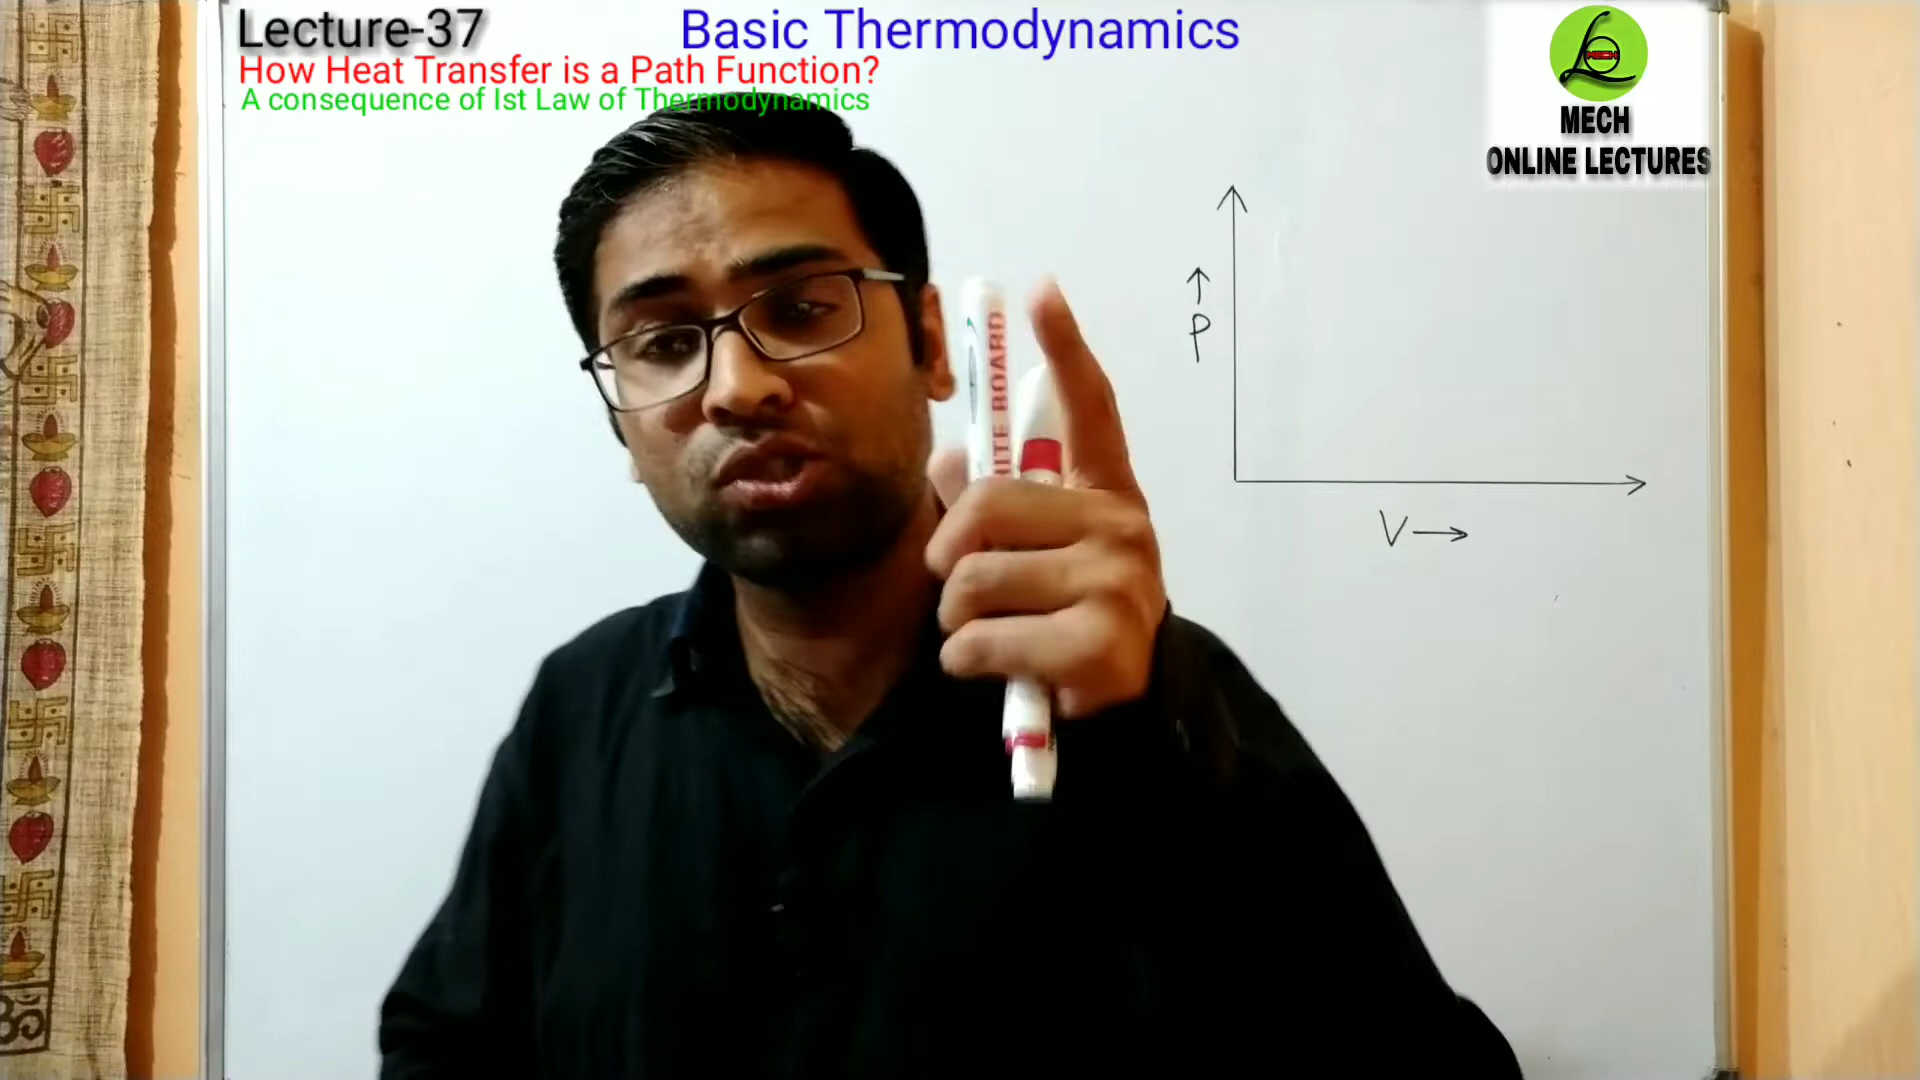 Lecture-37
Basic Thermodynamics
How Heat Transfer is a Path Function?
A consequence of Ist Law of Thermodynamics
MECH
MECH
ONLINE LECTURES
P
V
BOARD